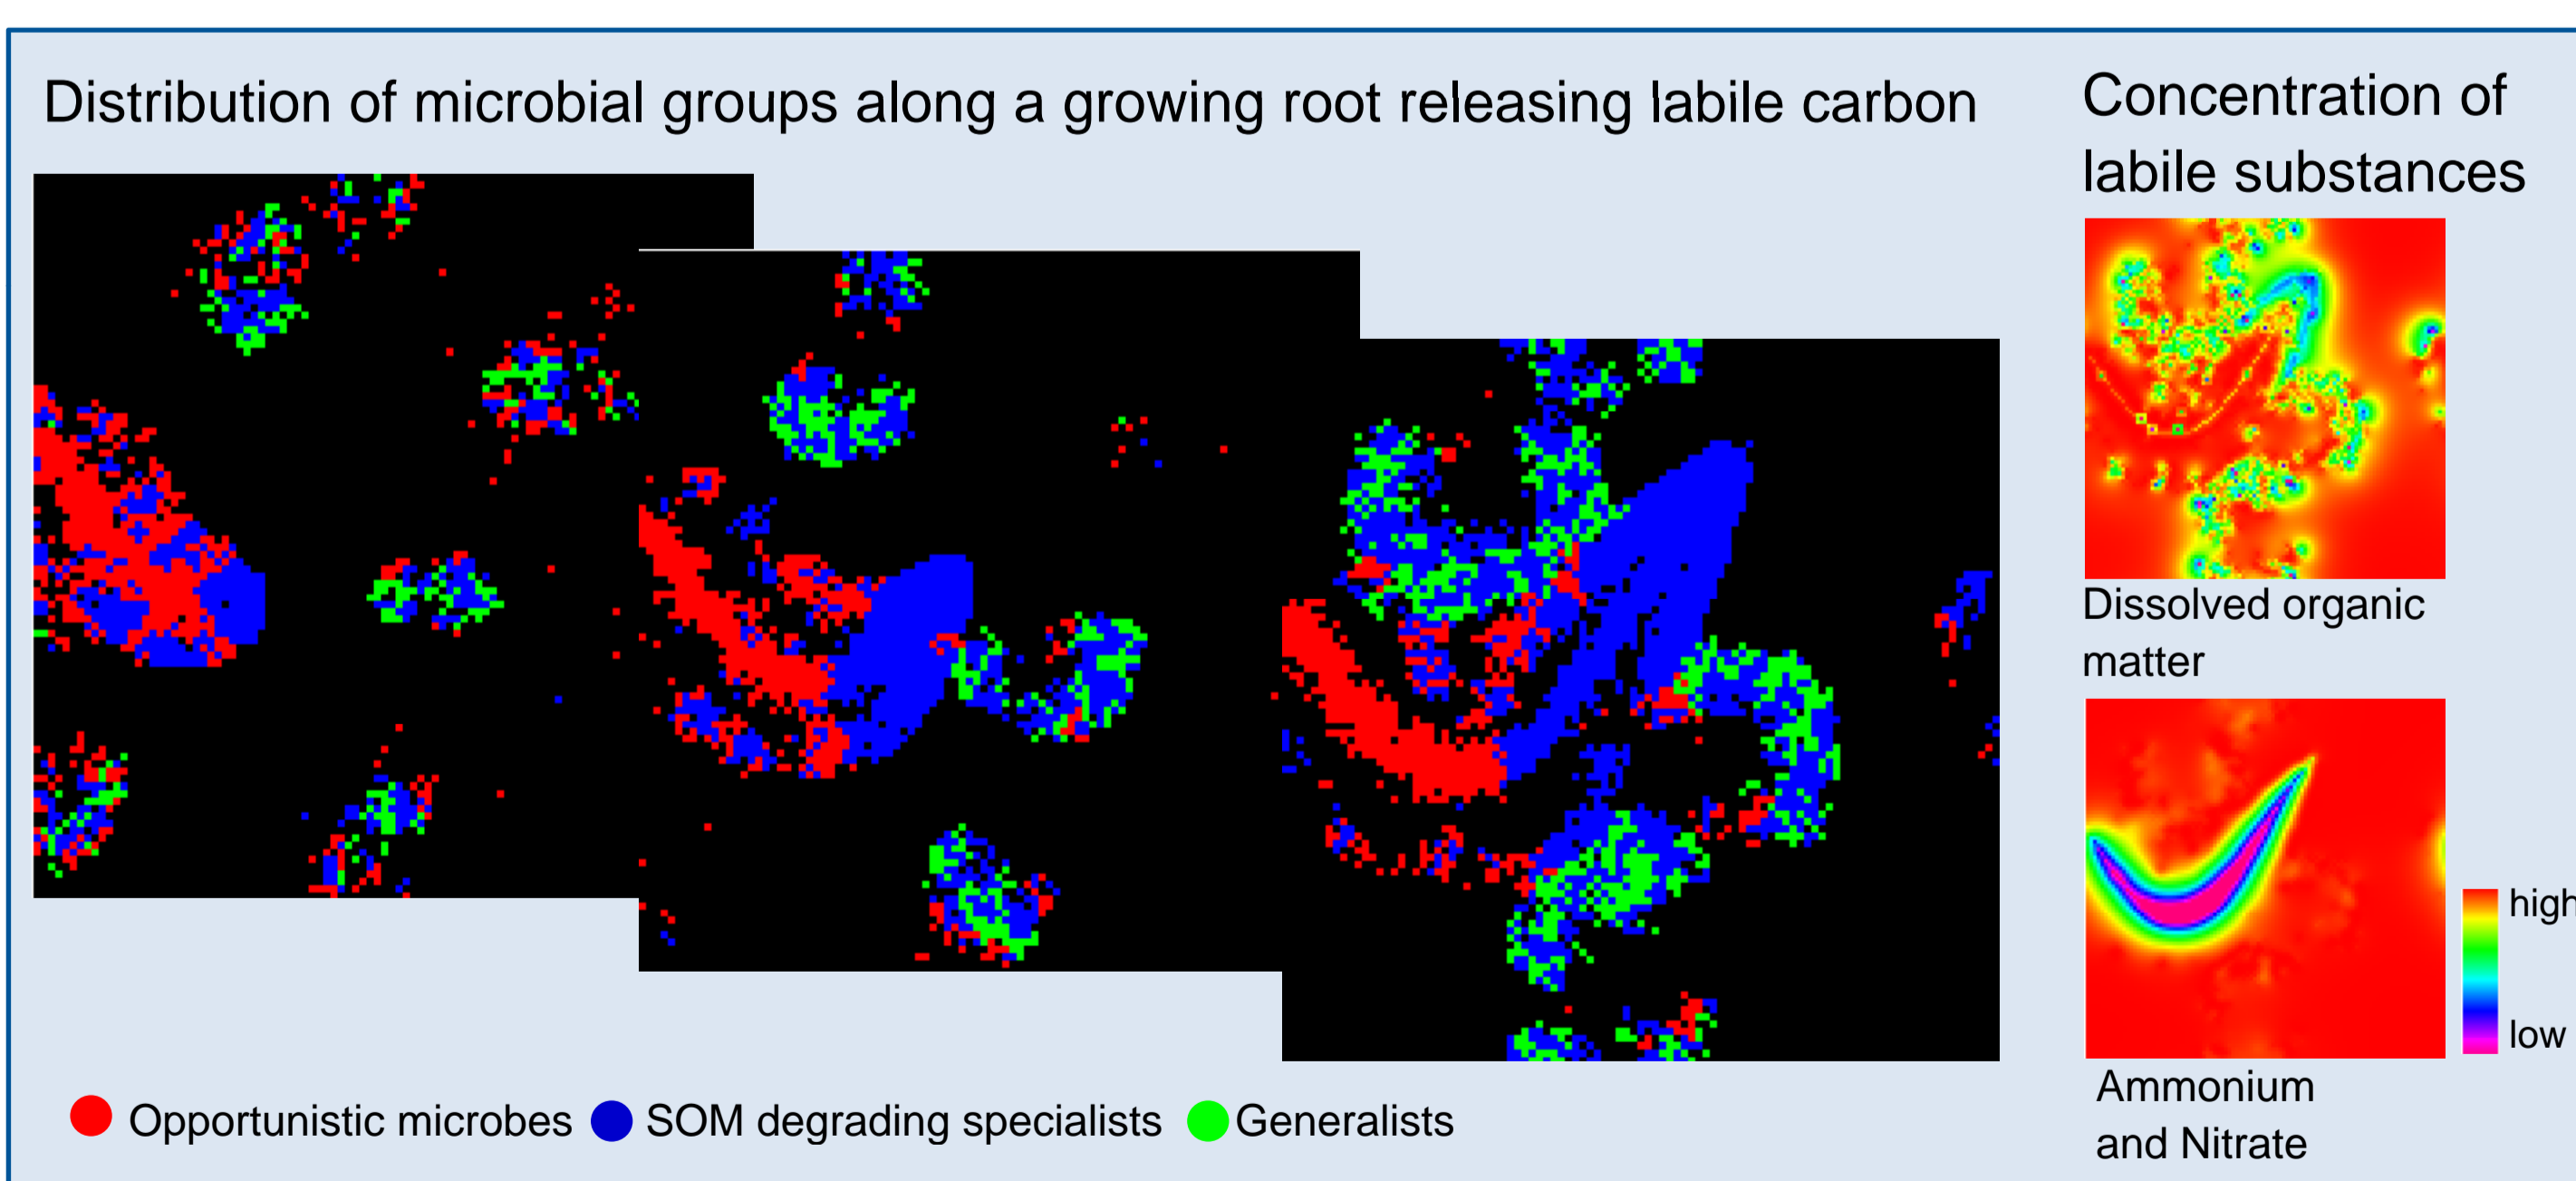 Distribution of microbial groups along a growing root releasing labile carbon
Concentration of
labile substances
Dissolved organic
matter
high
low
Ammonium
and Nitrate
Opportunistic microbes
SOM degrading specialists
Generalists